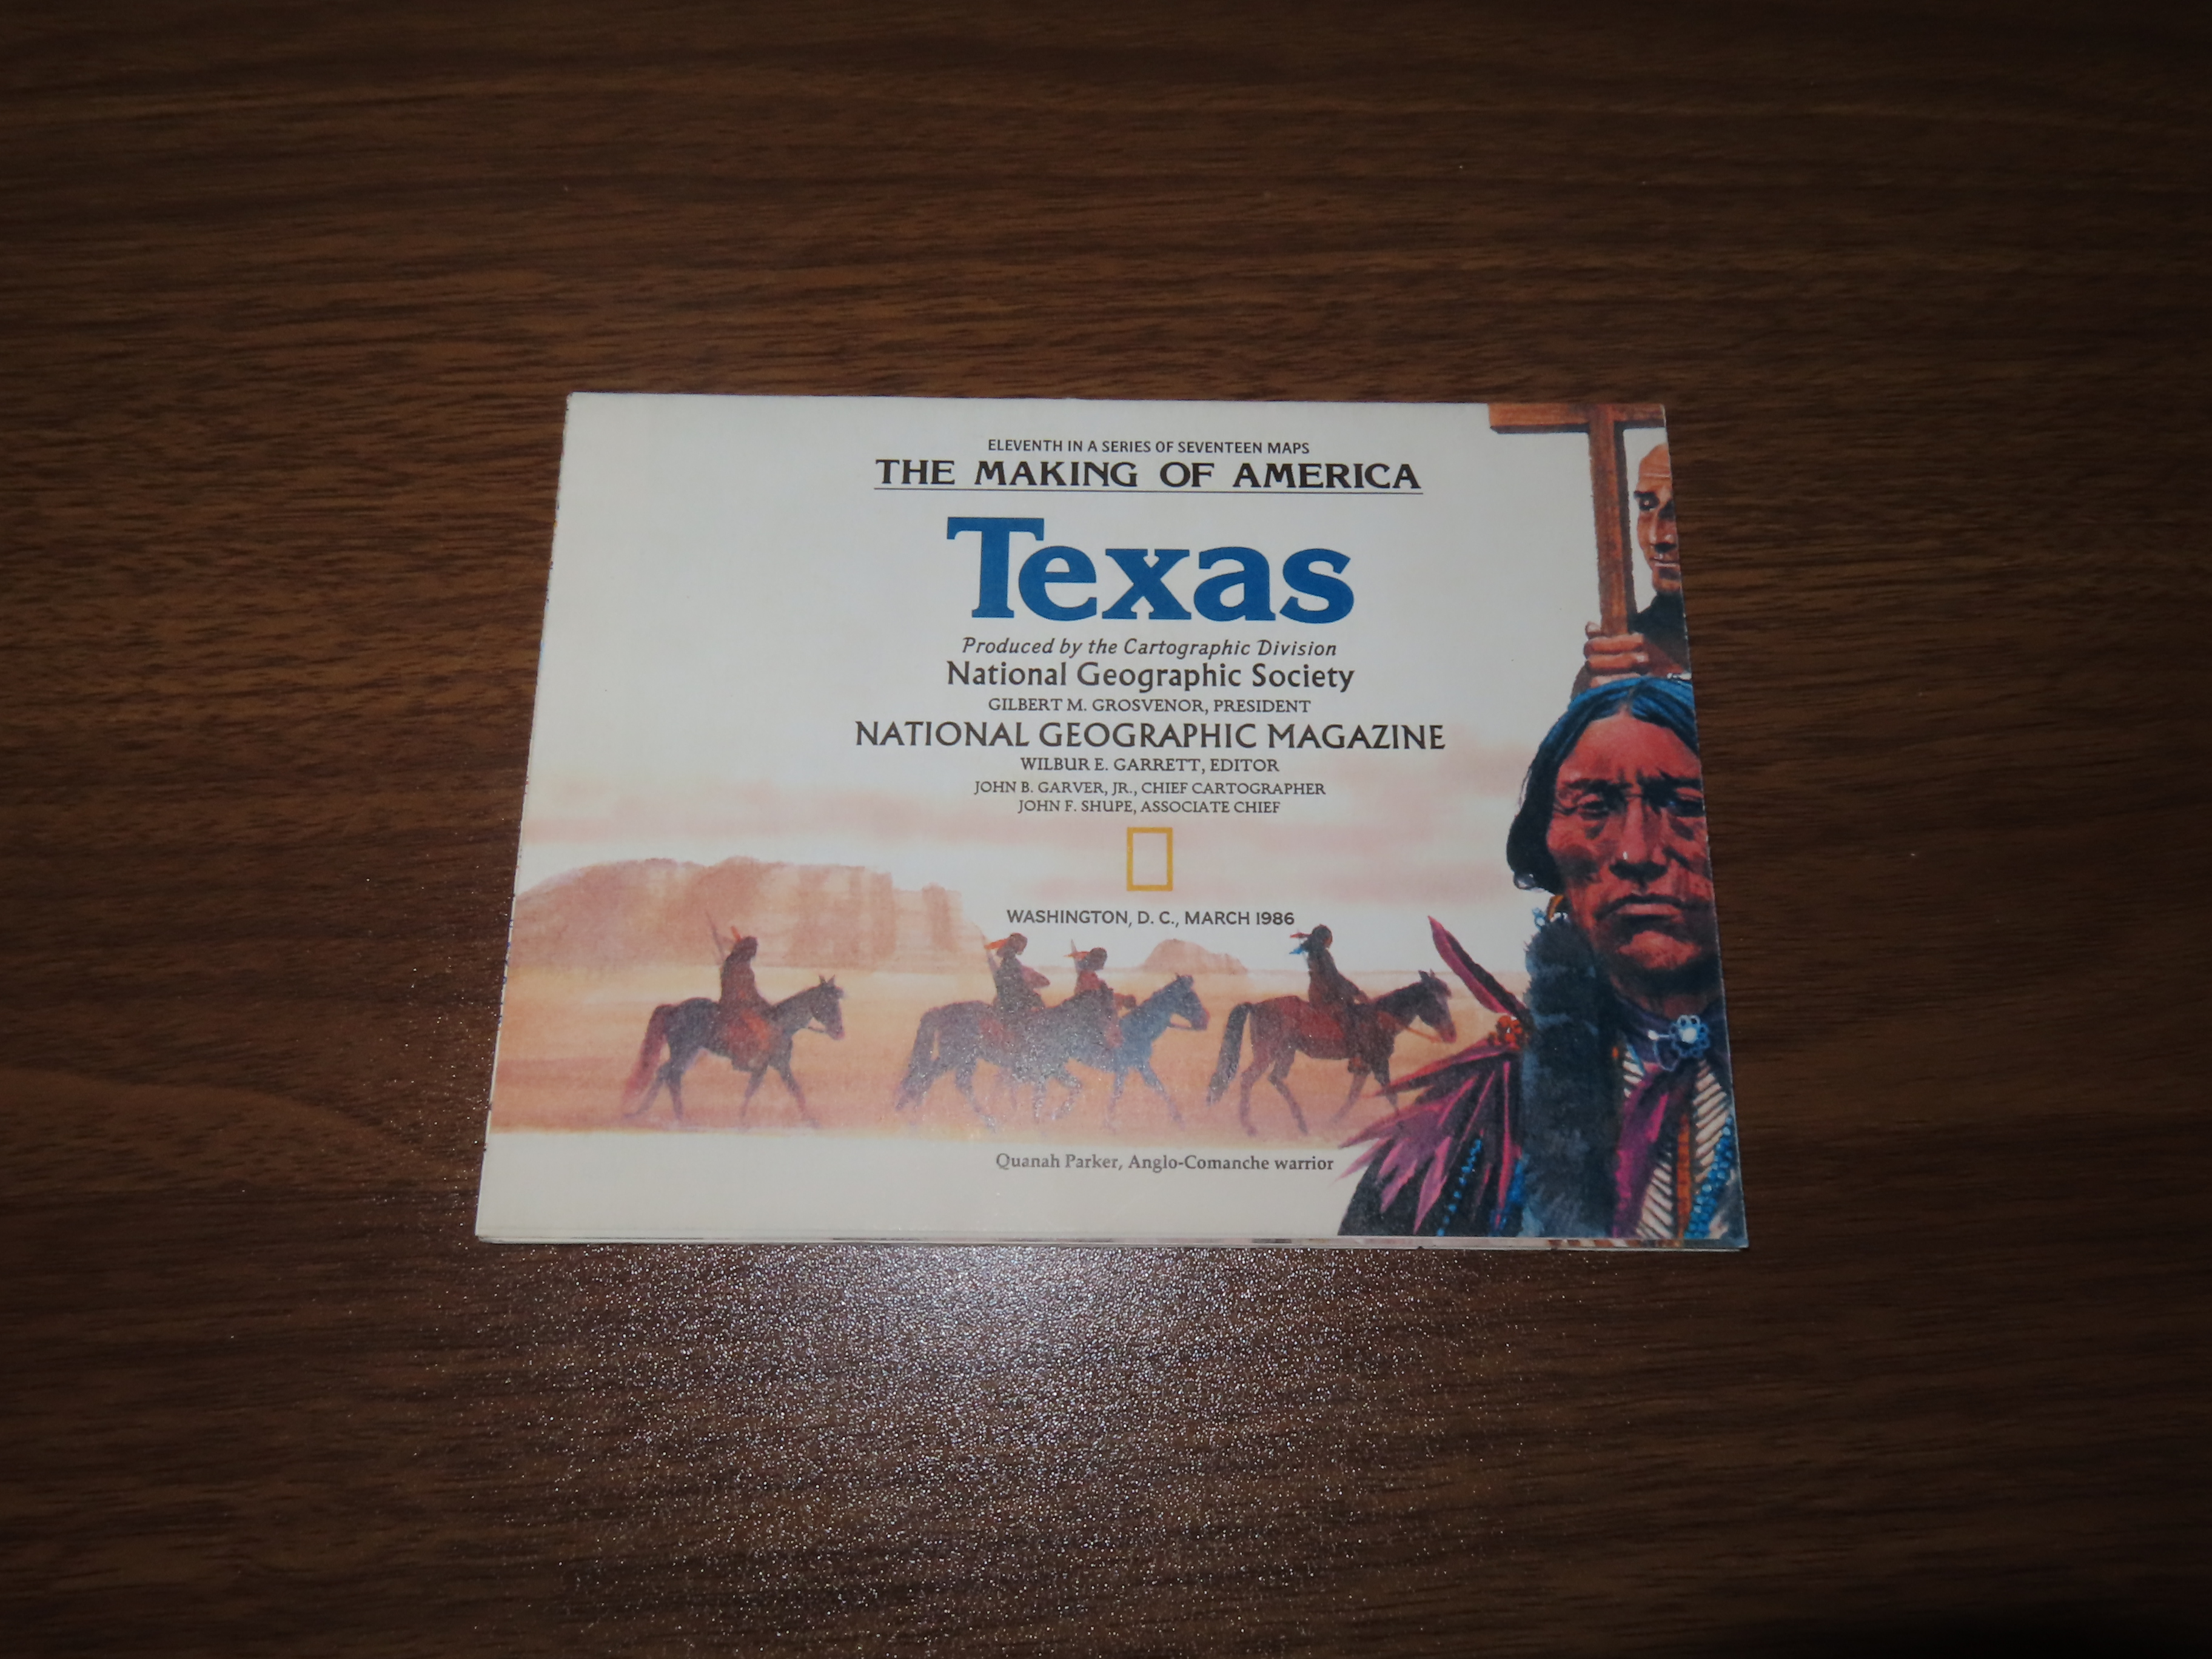 ELEVENTH IN A SERIES OF SEVENTEEN MAPS
THE MAKING OF AMERICA
Texas
Produced by the Cartographic Division
National Geographic Society
GILBERT M. GROSVENOR, PRESIDENT
NATIONAL GEOGRAPHIC MAGAZINE
WILBUR E. GARRETT, EDITOR
JOHN B. GARVER, JR., CHIEF CARTOGRAPHER
JOHN F. SHUPE, ASSOCIATE CHIEF
WASHINGTON, D. C., MARCH 1986
Quanah Parker, Anglo-Comanche warrior